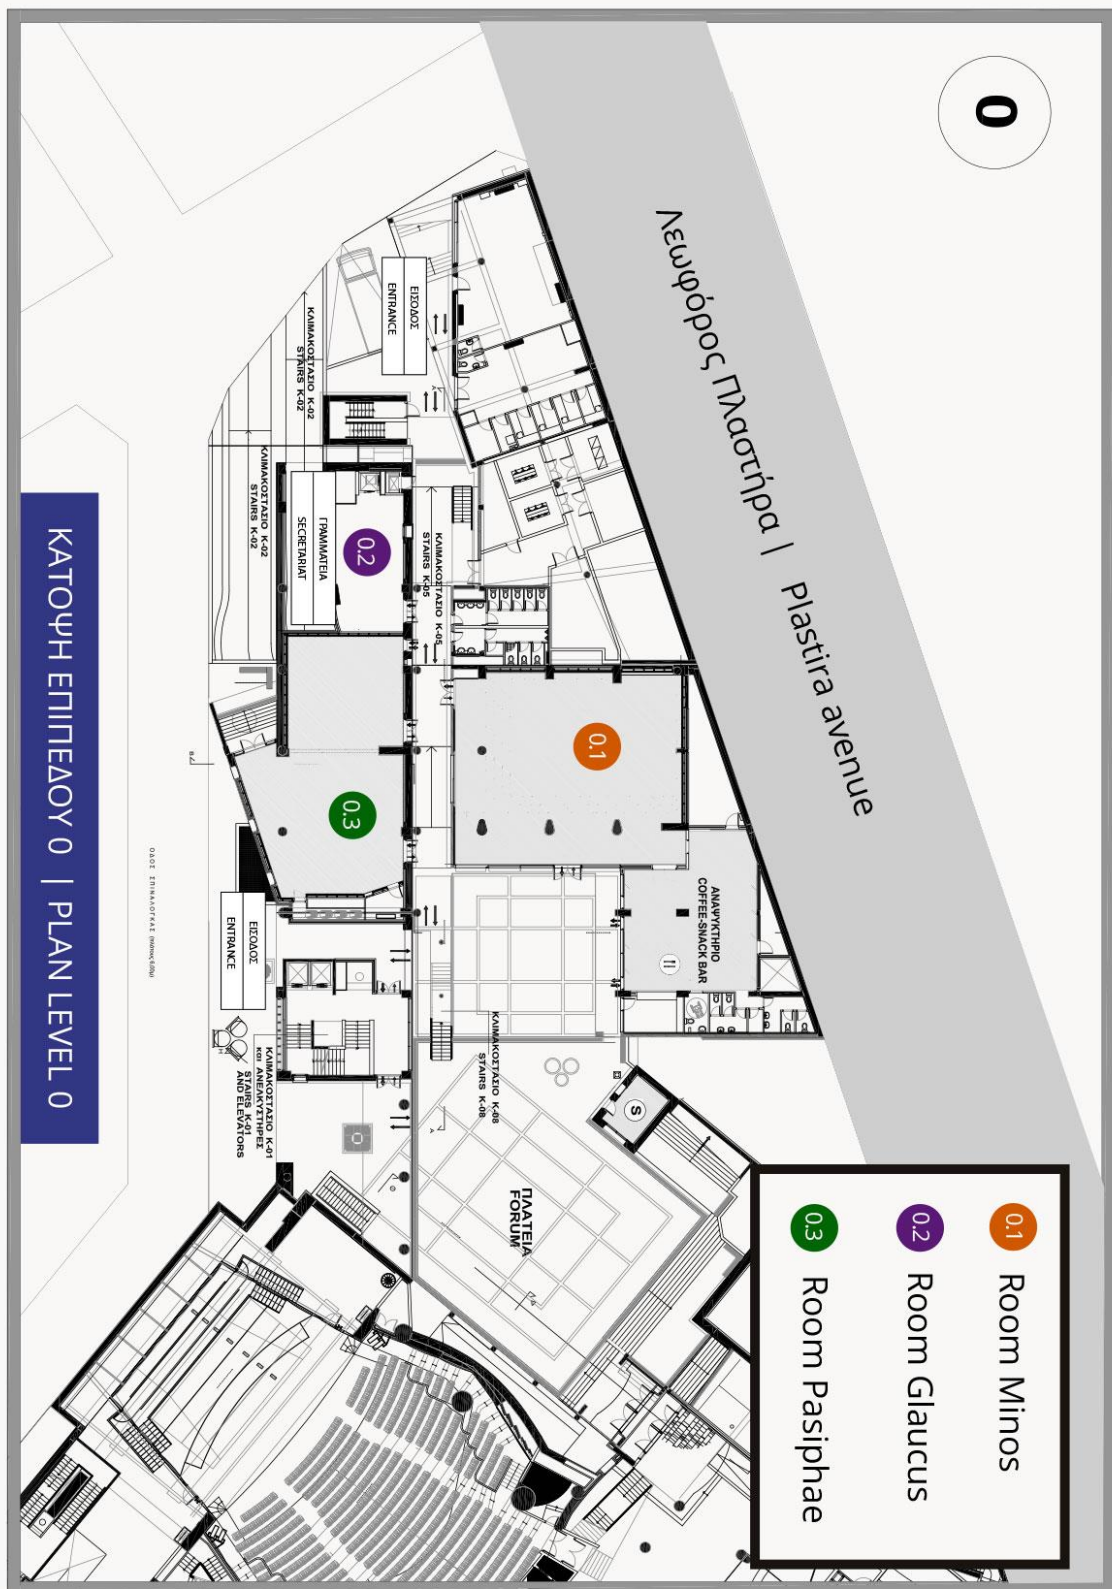 0
Λεωφόρος Πλαστήρα | Plastira avenue
0.1 Room Minos
0.2 Room Glaucus
0.3 Room Pasiphae
ΕΙΣΟΔΟΣ
ENTRANCE
ΚΛΙΜΑΚΟΣΤΑΣΙΟ Κ-02
STAIRS K-02
ΚΛΙΜΑΚΟΣΤΑΣΙΟ Κ-02
STAIRS K-02
ΓΡΑΜΜΑΤΕΙΑ
SECRETARIAT
0.2
ΚΛΙΜΑΚΟΣΤΑΣΙΟ Κ-05
STAIRS K-05
0.1
0.3
ΑΝΑΨΥΚΤΗΡΙΟ
COFFEE-SNACK BAR
ΕΙΣΟΔΟΣ
ENTRANCE
ΚΛΙΜΑΚΟΣΤΑΣΙΟ Κ-01
και ΑΝΕΛΚΥΣΤΗΡΕΣ
STAIRS K-01
AND ELEVATORS
ΚΛΙΜΑΚΟΣΤΑΣΙΟ Κ-08
STAIRS K-08
S
ΠΛΑΤΕΙΑ
FORUM
ΟΔΟΣ ΣΠΙΝΑΛΟΓΚΑΣ
ΚΑΤΟΨΗ ΕΠΙΠΕΔΟΥ 0 | PLAN LEVEL 0